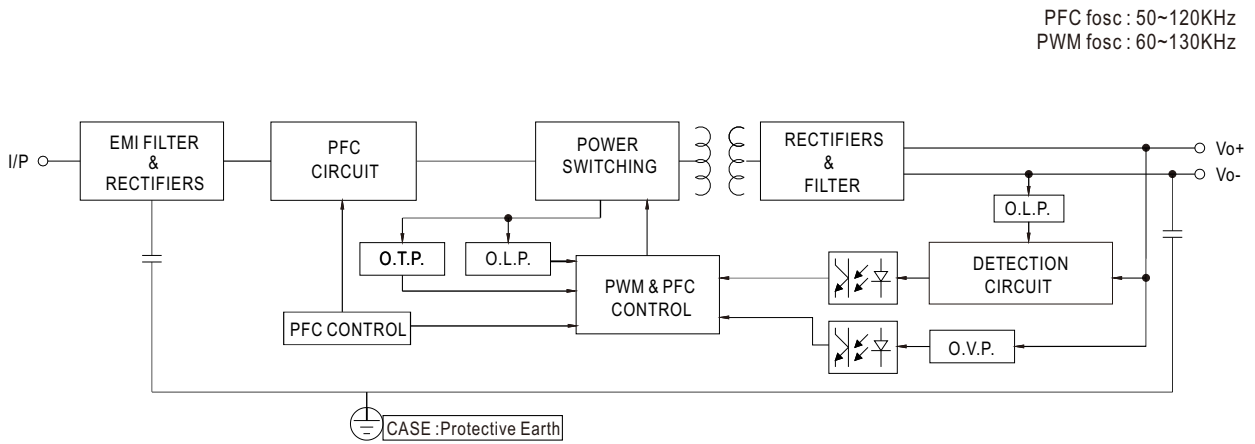 PFC fosc : 50~120KHz
PWM fosc : 60~130KHz
I/P
EMI FILTER
&
RECTIFIERS
PFC
CIRCUIT
POWER
SWITCHING
RECTIFIERS
&
FILTER
Vo+
Vo-
O.L.P.
O.T.P.
O.L.P.
PWM & PFC
CONTROL
DETECTION
CIRCUIT
PFC CONTROL
O.V.P.
CASE : Protective Earth